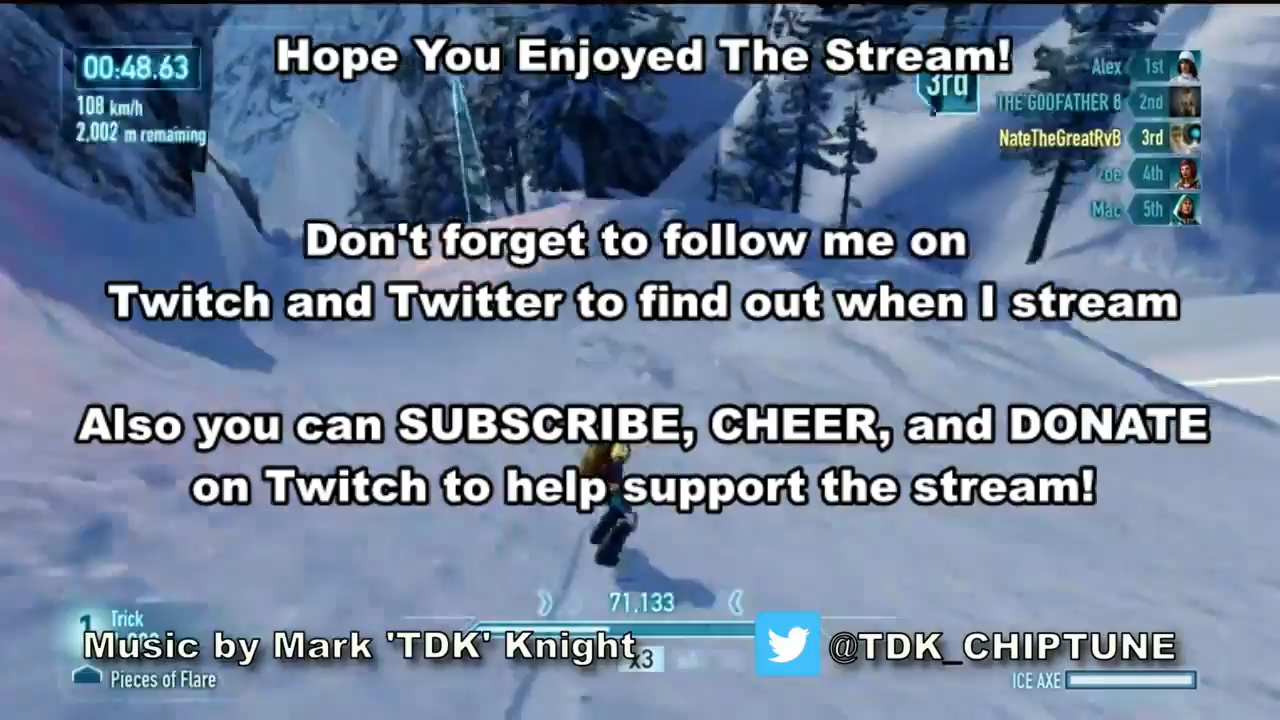 Hope You Enjoyed The Stream!
00:48.63
108 km/h
2,002 m remaining
3rd
Alex 1st
THE GODFATHER 8 2nd
NateTheGreatRvB 3rd
Zoe 4th
Mac 5th
Don't forget to follow me on
Twitch and Twitter to find out when I stream
Also you can SUBSCRIBE, CHEER, and DONATE
on Twitch to help support the stream!
71,133
1 Trick
Music by Mark 'TDK' Knight
x3
@TDK_CHIPTUNE
Pieces of Flare
ICE AXE